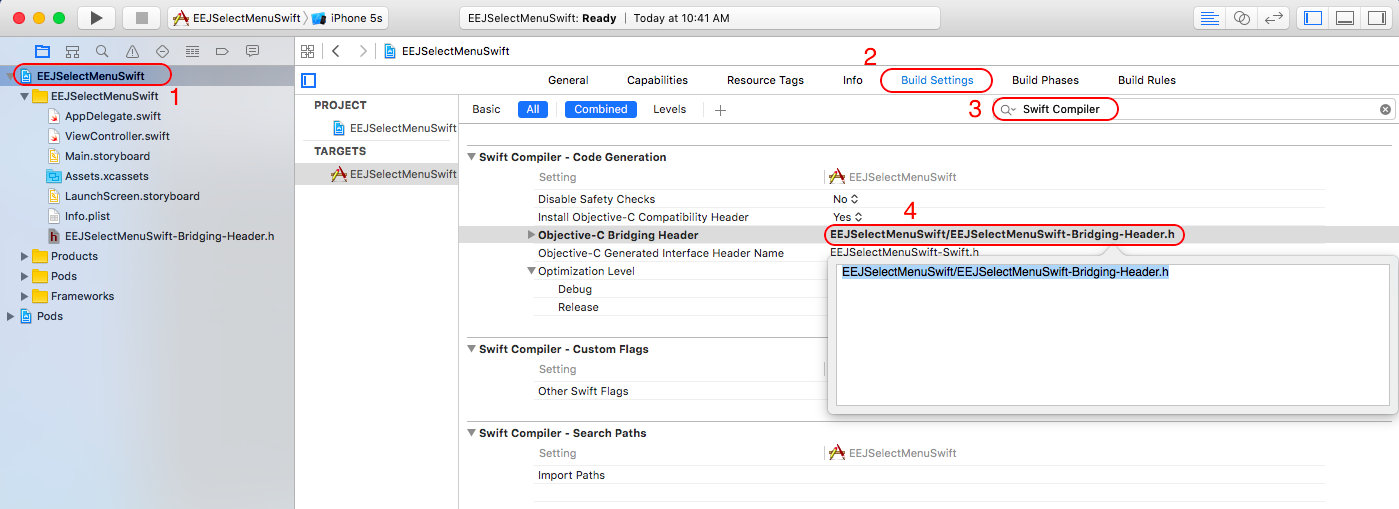 EEJSelectMenuSwift iPhone 5s
EEJSelectMenuSwift: Ready | Today at 10:41 AM
EEJSelectMenuSwift
1
EEJSelectMenuSwift
AppDelegate.swift
ViewController.swift
Main.storyboard
Assets.xcassets
LaunchScreen.storyboard
Info.plist
h EEJSelectMenuSwift-Bridging-Header.h
Products
Pods
Frameworks
Pods
EEJSelectMenuSwift
2
General Capabilities Resource Tags Info Build Settings Build Phases Build Rules
PROJECT
EEJSelectMenuSwift
TARGETS
EEJSelectMenuSwift
Basic All Combined Levels + 3 Swift Compiler
Swift Compiler - Code Generation
Setting EEJSelectMenuSwift
Disable Safety Checks No
Install Objective-C Compatibility Header Yes
4
Objective-C Bridging Header EEJSelectMenuSwift/EEJSelectMenuSwift-Bridging-Header.h
Objective-C Generated Interface Header Name EEJSelectMenuSwift-Swift.h
EEJSelectMenuSwift/EEJSelectMenuSwift-Bridging-Header.h
Optimization Level
Debug
Release
Swift Compiler - Custom Flags
Setting
Other Swift Flags
Swift Compiler - Search Paths
Setting EEJSelectMenuSwift
Import Paths